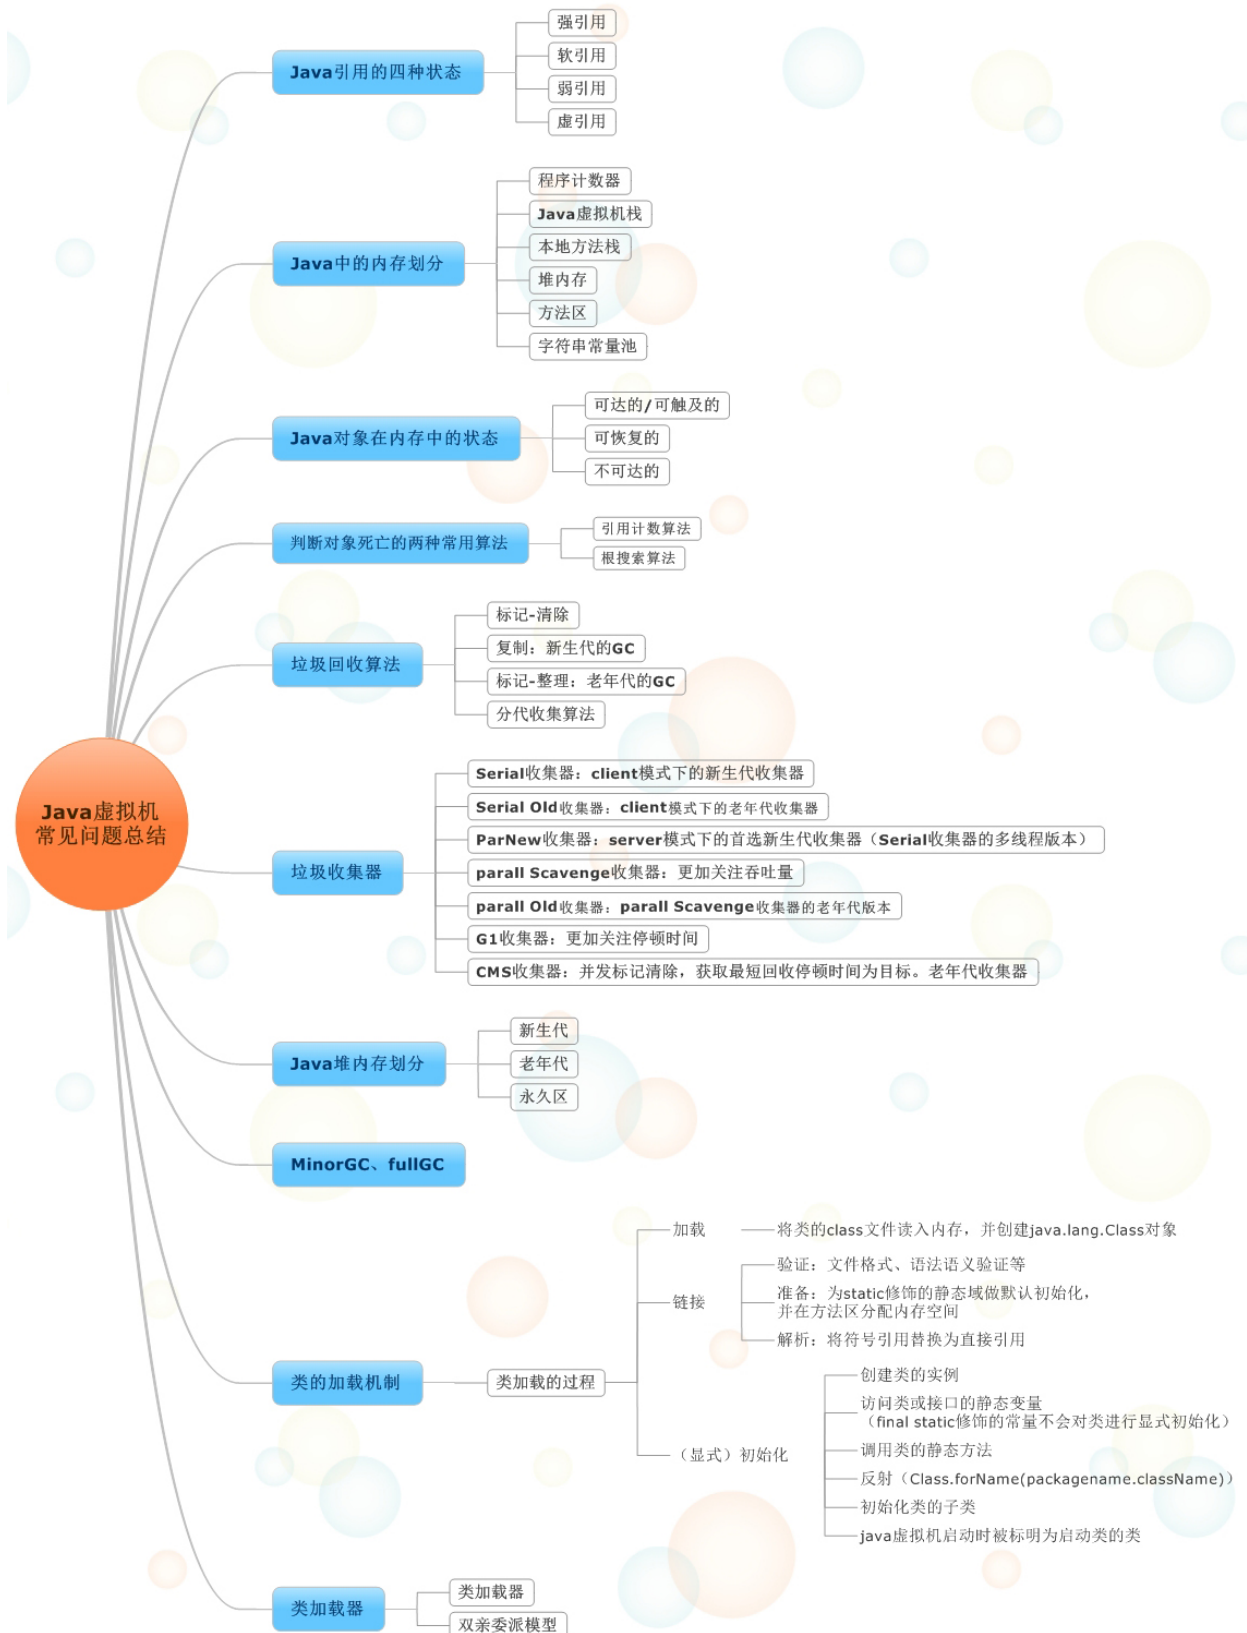 Java虚拟机
常见问题总结
Java引用的四种状态
强引用
软引用
弱引用
虚引用
Java中的内存划分
程序计数器
Java虚拟机栈
本地方法栈
堆内存
方法区
字符串常量池
Java对象在内存中的状态
可达的/可触及的
可恢复的
不可达的
判断对象死亡的两种常用算法
引用计数算法
根搜索算法
垃圾回收算法
标记-清除
复制：新生代的GC
标记-整理：老年代的GC
分代收集算法
垃圾收集器
Serial收集器：client模式下的新生代收集器
Serial Old收集器：client模式下的老年代收集器
ParNew收集器：server模式下的首选新生代收集器（Serial收集器的多线程版本）
parall Scavenge收集器：更加关注吞吐量
parall Old收集器：parall Scavenge收集器的老年代版本
G1收集器：更加关注停顿时间
CMS收集器：并发标记清除，获取最短回收停顿时间为目标。老年代收集器
Java堆内存划分
新生代
老年代
永久区
MinorGC、fullGC
类的加载机制
类加载的过程
加载
将类的class文件读入内存，并创建java.lang.Class对象
链接
验证：文件格式、语法语义验证等
准备：为static修饰的静态域做默认初始化，
并在方法区分配内存空间
解析：将符号引用替换为直接引用
（显式）初始化
创建类的实例
访问类或接口的静态变量
（final static修饰的常量不会对类进行显式初始化）
调用类的静态方法
反射（Class.forName(packagename.className)）
初始化类的子类
java虚拟机启动时被标明为启动类的类
类加载器
类加载器
双亲委派模型